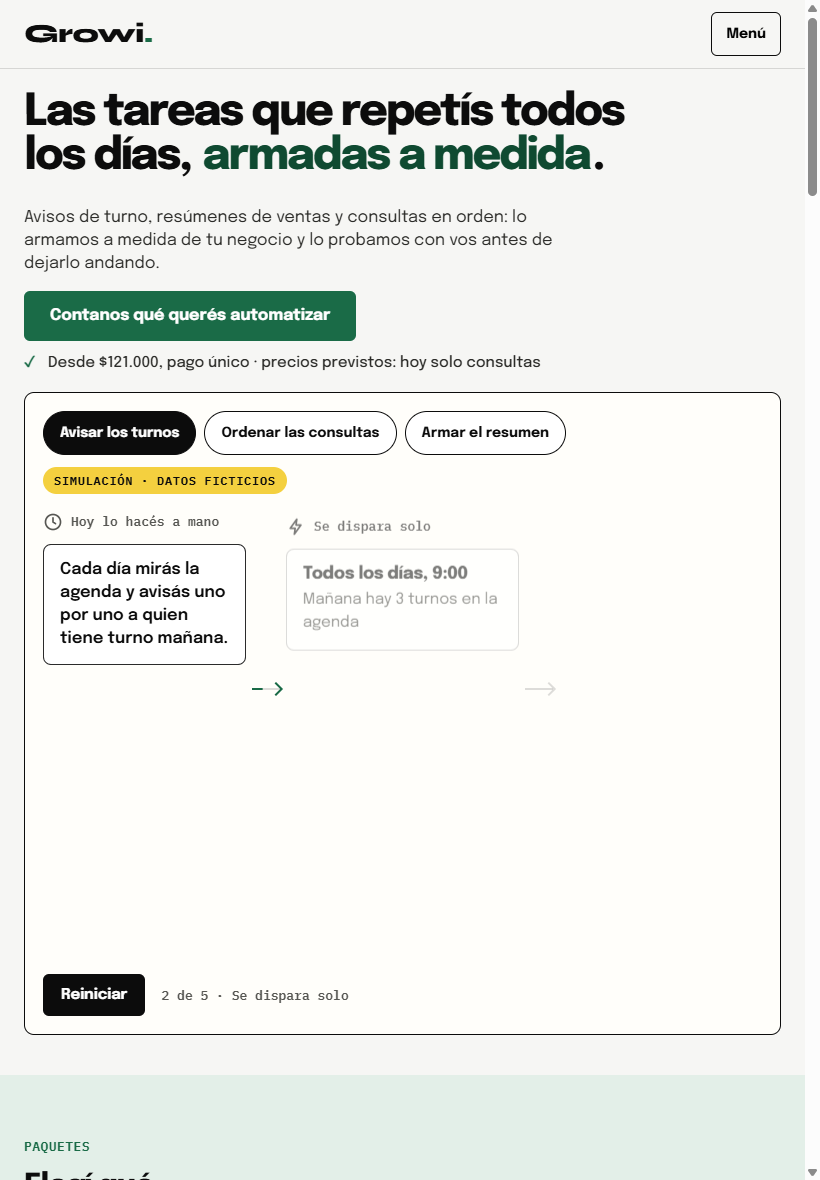 Growi.
Menú
Las tareas que repetís todos
los días, armadas a medida.
Avisos de turno, resúmenes de ventas y consultas en orden: lo
armamos a medida de tu negocio y lo probamos con vos antes de
dejarlo andando.
Contanos qué querés automatizar
✓ Desde $121.000, pago único · precios previstos: hoy solo consultas
Avisar los turnos
Ordenar las consultas
Armar el resumen
SIMULACIÓN · DATOS FICTICIOS
Hoy lo hacés a mano
Cada día mirás la
agenda y avisás uno
por uno a quien
tiene turno mañana.
Se dispara solo
Todos los días, 9:00
Mañana hay 3 turnos en la
agenda
Reiniciar
2 de 5 · Se dispara solo
PAQUETES
Elegí qué